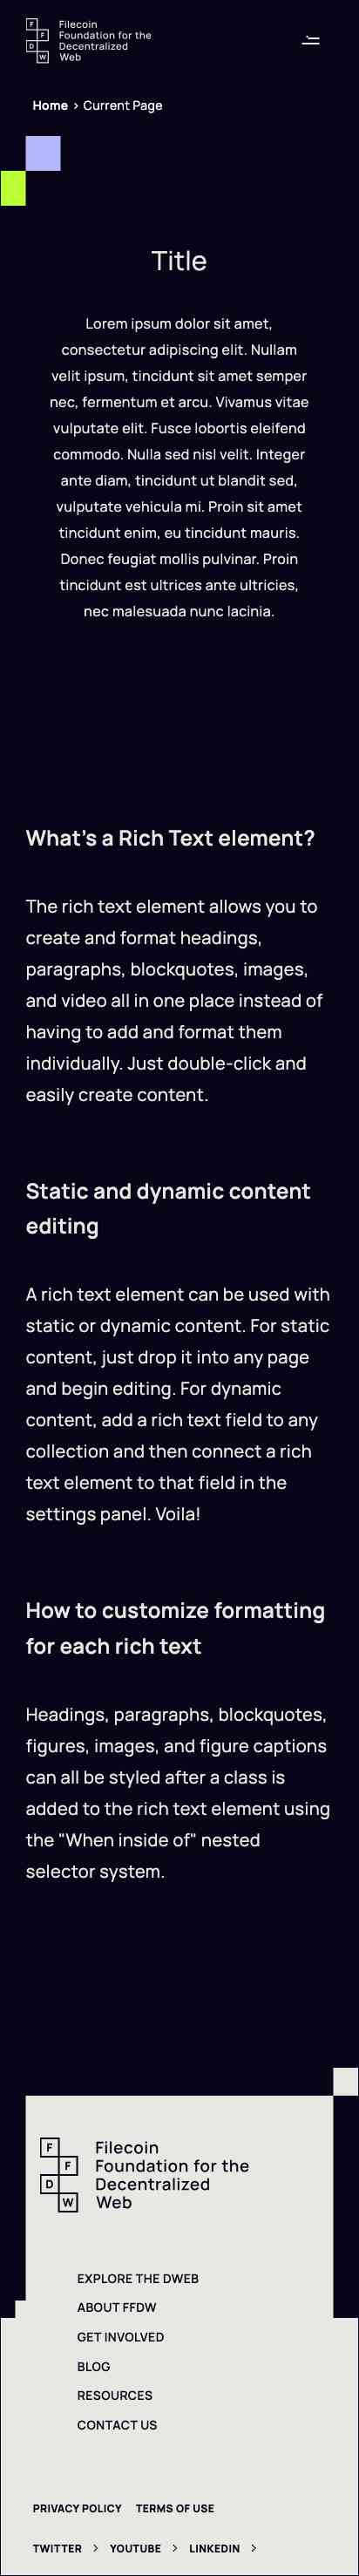 Filecoin
Foundation for the
Decentralized
Web
F
F
D
W
Home > Current Page
Title
Lorem ipsum dolor sit amet,
consectetur adipiscing elit. Nullam
velit ipsum, tincidunt sit amet semper
nec, fermentum et arcu. Vivamus vitae
vulputate elit. Fusce lobortis eleifend
commodo. Nulla sed nisl velit. Integer
ante diam, tincidunt ut blandit sed,
vulputate vehicula mi. Proin sit amet
tincidunt enim, eu tincidunt mauris.
Donec feugiat mollis pulvinar. Proin
tincidunt est ultrices ante ultricies,
nec malesuada nunc lacinia.
What's a Rich Text element?
The rich text element allows you to
create and format headings,
paragraphs, blockquotes, images,
and video all in one place instead of
having to add and format them
individually. Just double-click and
easily create content.
Static and dynamic content
editing
A rich text element can be used with
static or dynamic content. For static
content, just drop it into any page
and begin editing. For dynamic
content, add a rich text field to any
collection and then connect a rich
text element to that field in the
settings panel. Voila!
How to customize formatting
for each rich text
Headings, paragraphs, blockquotes,
figures, images, and figure captions
can all be styled after a class is
added to the rich text element using
the "When inside of" nested
selector system.
F
F
D
W
Filecoin
Foundation for the
Decentralized
Web
EXPLORE THE DWEB
ABOUT FFDW
GET INVOLVED
BLOG
RESOURCES
CONTACT US
PRIVACY POLICY TERMS OF USE
TWITTER > YOUTUBE > LINKEDIN >